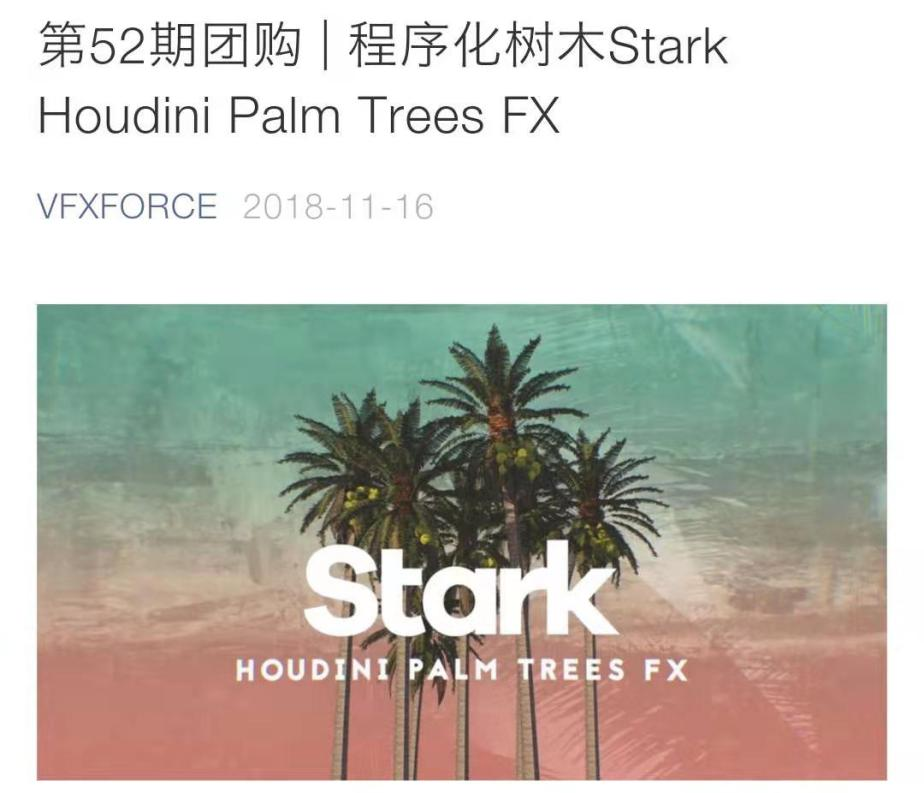 第52期团购 | 程序化树木Stark
Houdini Palm Trees FX
VFXFORCE 2018-11-16
Stark
HOUDINI PALM TREES FX